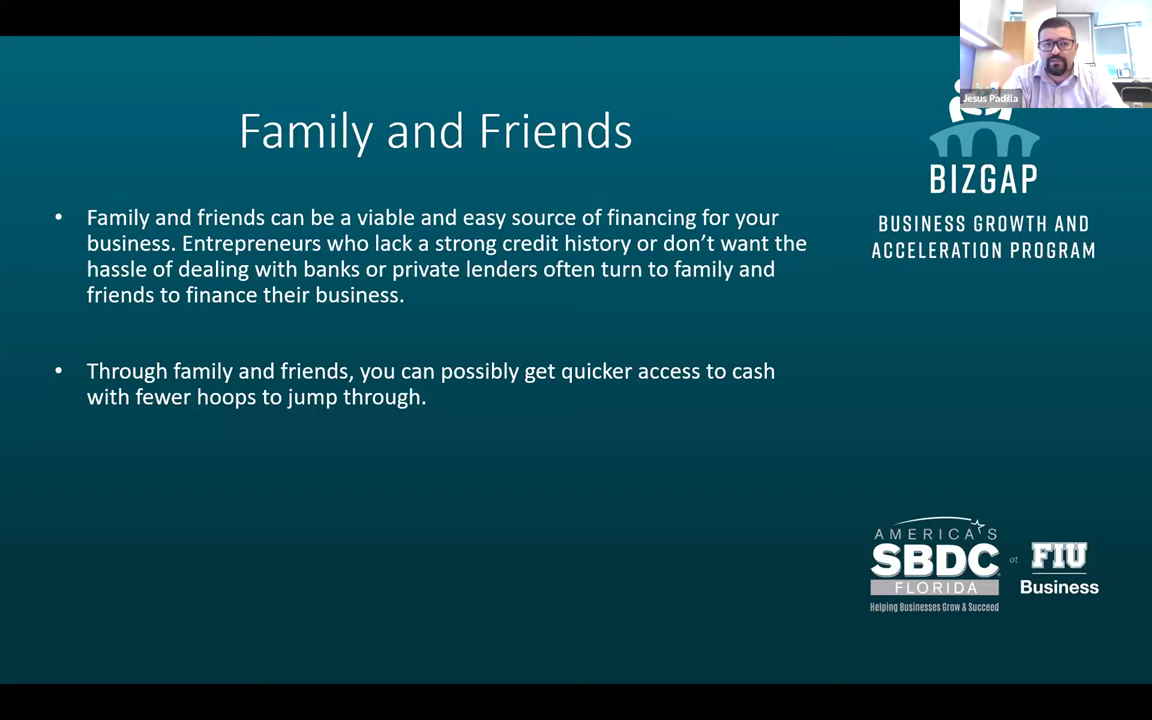 Jesus Padilla
Family and Friends
• Family and friends can be a viable and easy source of financing for your
business. Entrepreneurs who lack a strong credit history or don’t want the
hassle of dealing with banks or private lenders often turn to family and
friends to finance their business.
• Through family and friends, you can possibly get quicker access to cash
with fewer hoops to jump through.
BIZGAP
BUSINESS GROWTH AND
ACCELERATION PROGRAM
AMERICA'S
SBDC
FLORIDA
Helping Businesses Grow & Succeed
at
FIU
Business